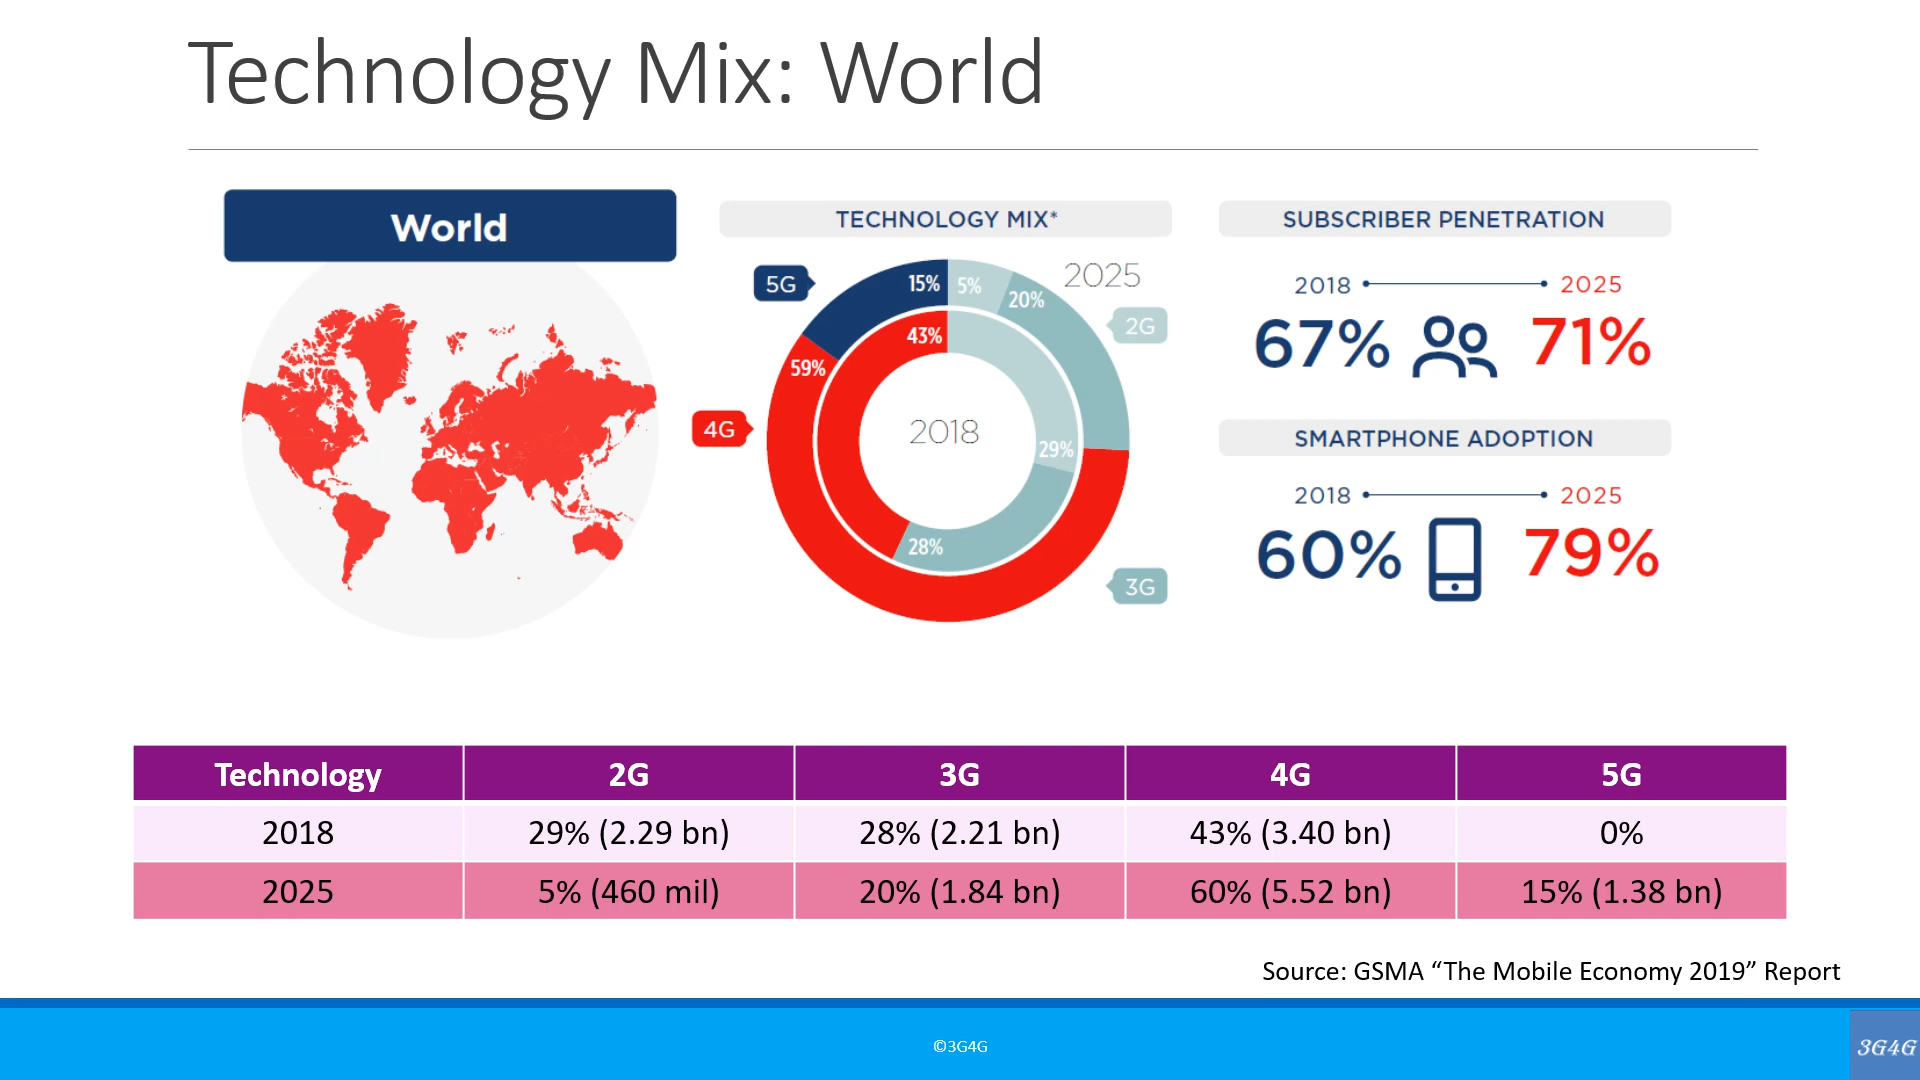 Technology Mix: World
World
TECHNOLOGY MIX*
2025
5G
15%
5%
20%
2G
43%
59%
4G
2018
29%
28%
3G
SUBSCRIBER PENETRATION
2018 2025
67% 71%
SMARTPHONE ADOPTION
2018 2025
60% 79%
Technology 2G 3G 4G 5G
2018 29% (2.29 bn) 28% (2.21 bn) 43% (3.40 bn) 0%
2025 5% (460 mil) 20% (1.84 bn) 60% (5.52 bn) 15% (1.38 bn)
Source: GSMA “The Mobile Economy 2019” Report
©3G4G
3G4G